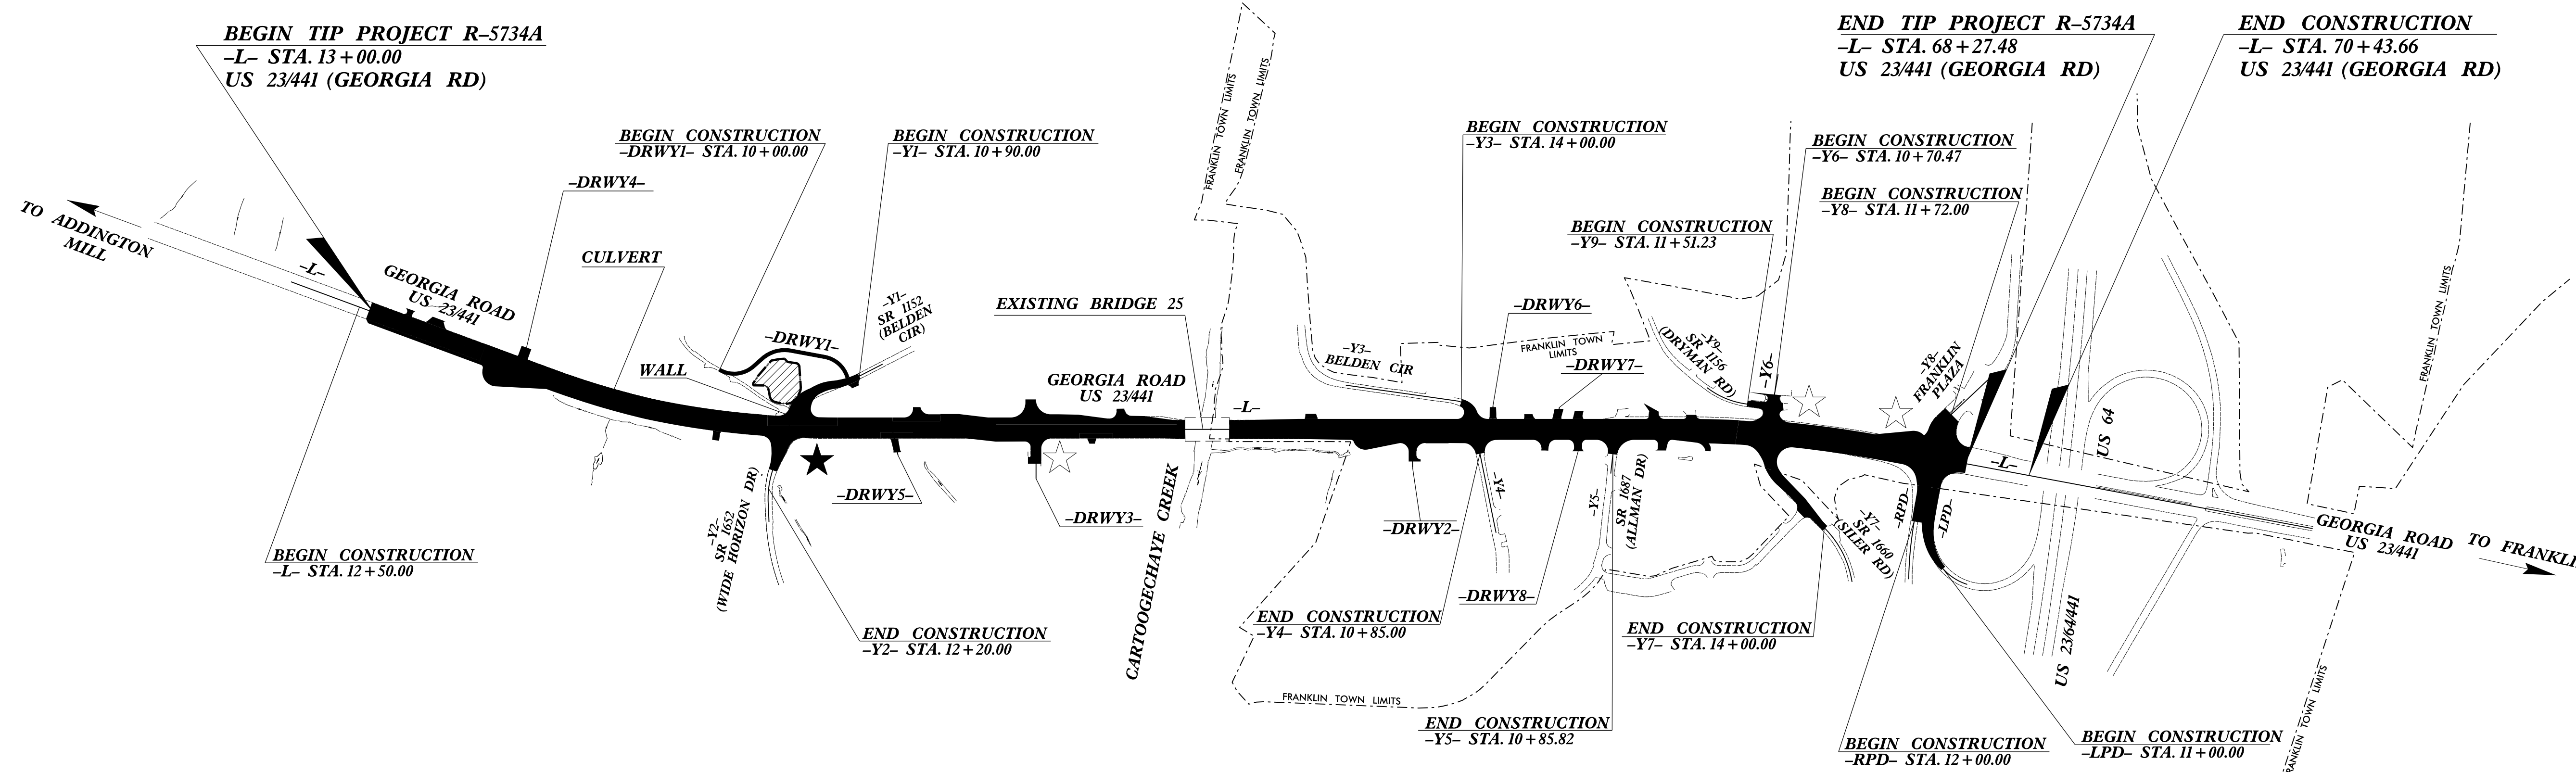 BEGIN TIP PROJECT R–5734A
–L– STA. 13+00.00
US 23/441 (GEORGIA RD)
END TIP PROJECT R–5734A
–L– STA. 68+27.48
US 23/441 (GEORGIA RD)
END CONSTRUCTION
–L– STA. 70+43.66
US 23/441 (GEORGIA RD)
BEGIN CONSTRUCTION
–DRWY1– STA. 10+00.00
BEGIN CONSTRUCTION
–Y1– STA. 10+90.00
FRANKLIN TOWN LIMITS
FRANKLIN TOWN LIMITS
BEGIN CONSTRUCTION
–Y3– STA. 14+00.00
BEGIN CONSTRUCTION
–Y6– STA. 10+70.47
BEGIN CONSTRUCTION
–Y8– STA. 11+72.00
BEGIN CONSTRUCTION
–Y9– STA. 11+51.23
–DRWY4–
TO ADDINGTON
MILL
–L–
GEORGIA ROAD
US 23/441
CULVERT
–DRWY1–
WALL
–Y1–
SR 1152
(BELDEN
CIR)
EXISTING BRIDGE 25
GEORGIA ROAD
US 23/441
–L–
–Y3–
BELDEN CIR
–DRWY6–
FRANKLIN TOWN
LIMITS
–DRWY7–
–Y9–
SR 1156
(DRYMAN RD)
–Y6–
–Y8–
FRANKLIN
PLAZA
FRANKLIN TOWN LIMITS
US 64
–L–
GEORGIA ROAD
US 23/441
TO FRANKLI
–Y2–
SR 1652
(WIDE HORIZON DR)
–DRWY5–
–DRWY3–
CARTOOGECHAYE CREEK
–DRWY2–
–Y4–
–Y5–
SR 1687
(ALLMAN DR)
–Y7–
SR 1660
(SILER RD)
–RPD–
–LPD–
BEGIN CONSTRUCTION
–L– STA. 12+50.00
–DRWY8–
END CONSTRUCTION
–Y4– STA. 10+85.00
END CONSTRUCTION
–Y2– STA. 12+20.00
END CONSTRUCTION
–Y7– STA. 14+00.00
US 23/64/441
FRANKLIN TOWN LIMITS
FRANKLIN TOWN LIMITS
END CONSTRUCTION
–Y5– STA. 10+85.82
BEGIN CONSTRUCTION
–RPD– STA. 12+00.00
BEGIN CONSTRUCTION
–LPD– STA. 11+00.00